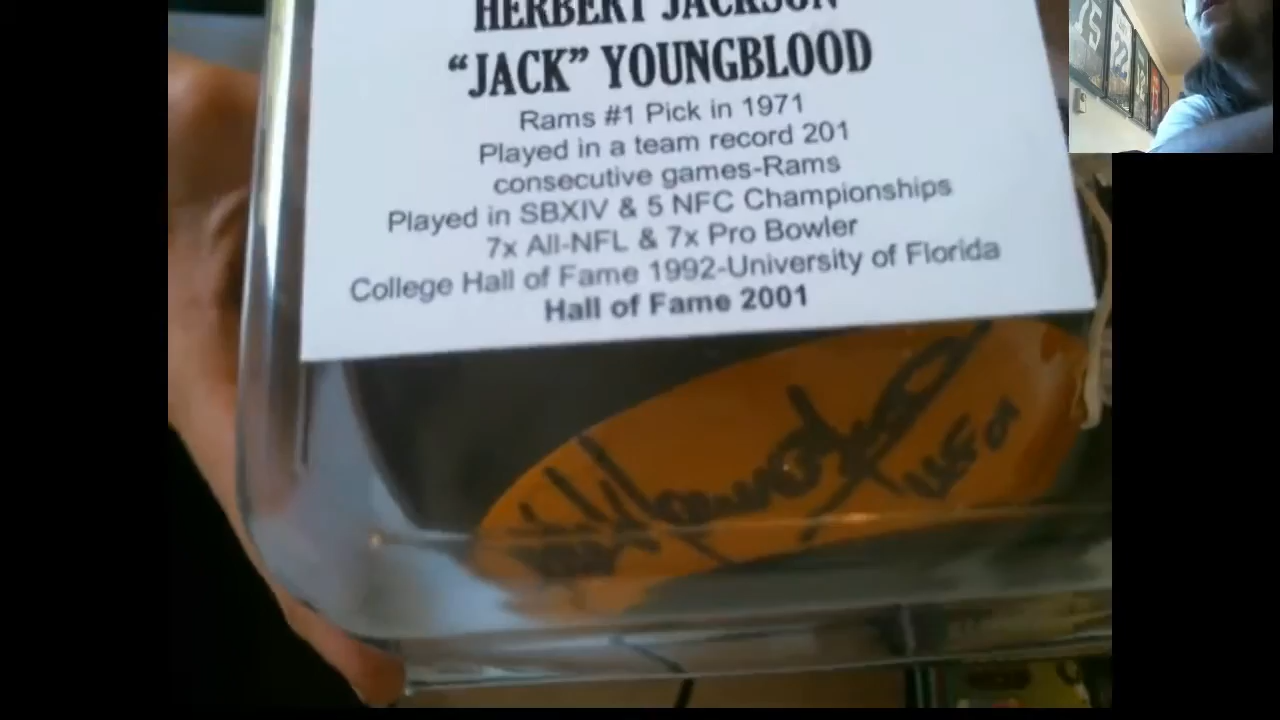 HERBERT JACKSON
“JACK” YOUNGBLOOD
Rams #1 Pick in 1971
Played in a team record 201
consecutive games-Rams
Played in SBXIV & 5 NFC Championships
7x All-NFL & 7x Pro Bowler
College Hall of Fame 1992-University of Florida
Hall of Fame 2001